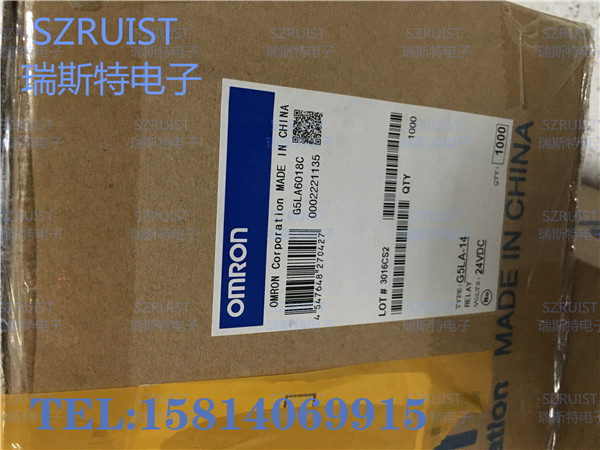 SZRUIST
瑞斯特电子
OMRON
OMRON Corporation MADE IN CHINA
4 547648 270427
G5LA6018C
0002221135
LOT # 3016CS2
QTY
1000
TYPE: G5LA-14
RELAY
VOLTS: 24VDC
QTY: 1000
MADE IN CHINA
TEL:15814069915